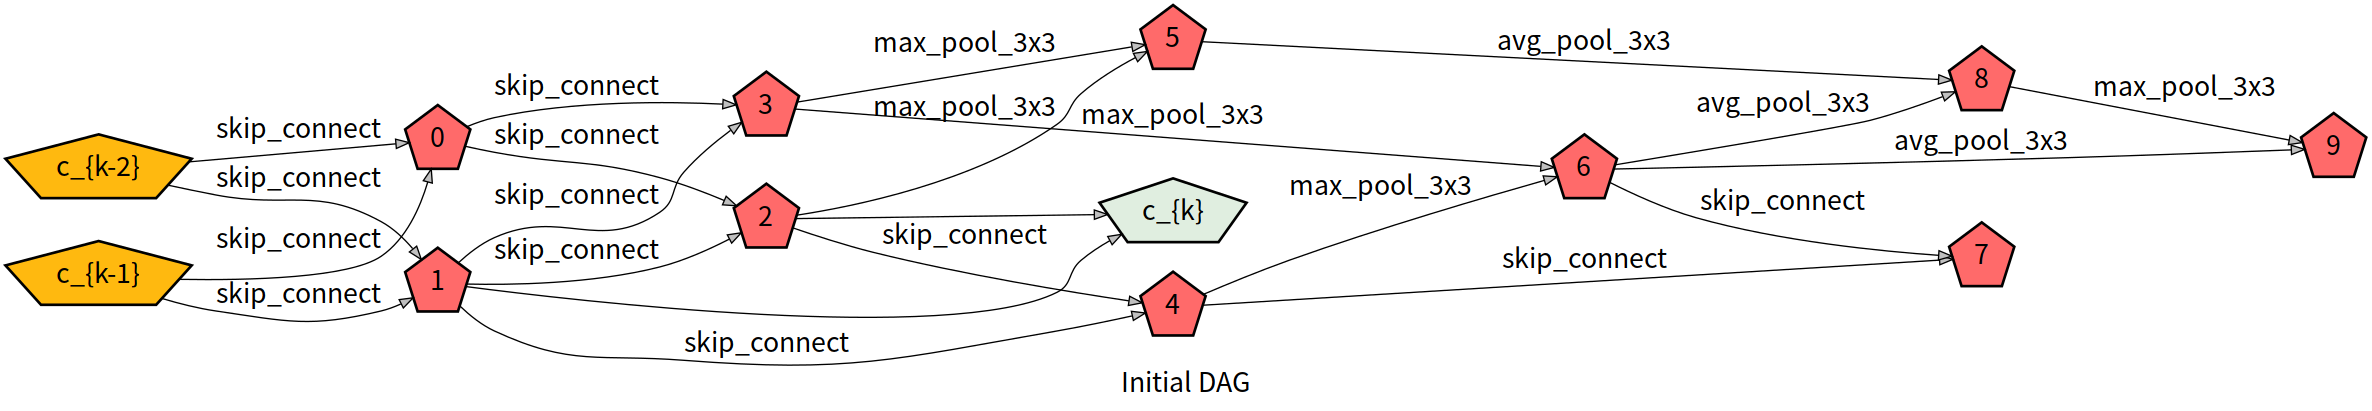 c_{k-2}
c_{k-1}
skip_connect
skip_connect
skip_connect
skip_connect
0
1
skip_connect
skip_connect
skip_connect
skip_connect
skip_connect
3
2
max_pool_3x3
max_pool_3x3
max_pool_3x3
skip_connect
5
c_{k}
4
avg_pool_3x3
max_pool_3x3
skip_connect
6
avg_pool_3x3
avg_pool_3x3
skip_connect
8
7
max_pool_3x3
9
Initial DAG